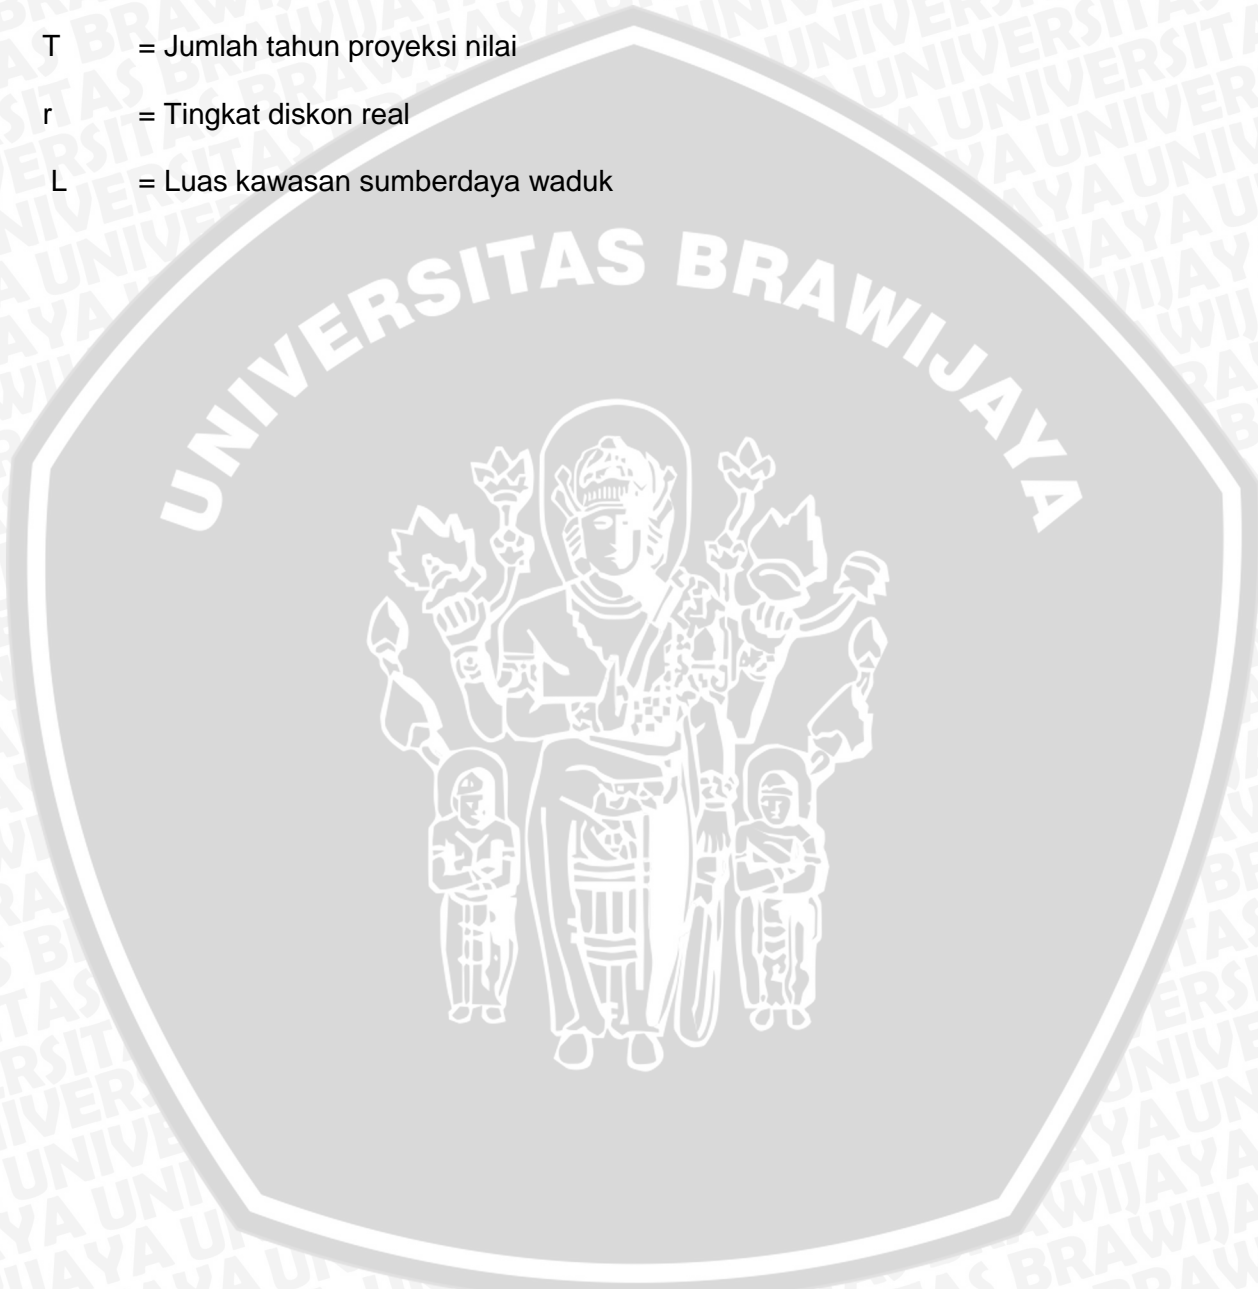 T = Jumlah tahun proyeksi nilai
r = Tingkat diskon real
L = Luas kawasan sumberdaya waduk
UNIVERSITAS BRAWIJAYA